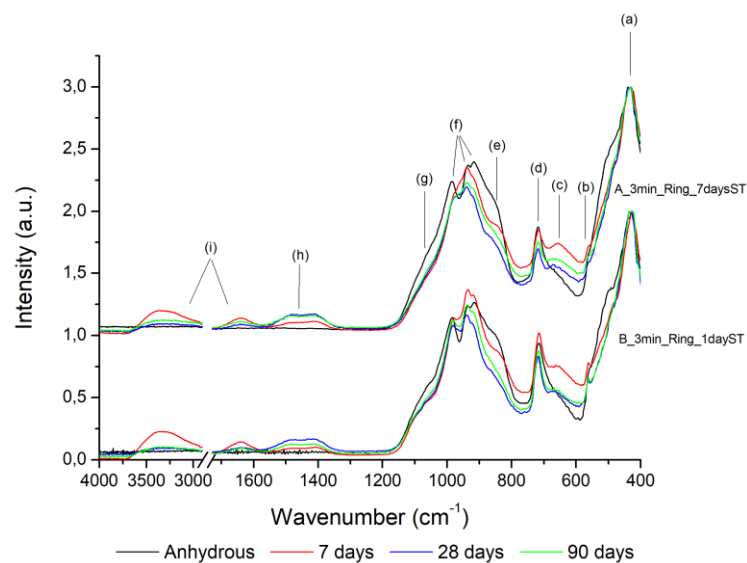 (a)
3,0
(f)
2,5
(e)
(g)
(d)
(c)
(b)
A_3min_Ring_7daysST
2,0
(i)
(h)
1,5
1,0
B_3min_Ring_1dayST
0,5
0,0
Intensity (a.u.)
4000 3500 3000 1600 1400 1200 1000 800 600 400
Wavenumber (cm⁻¹)
Anhydrous 7 days 28 days 90 days